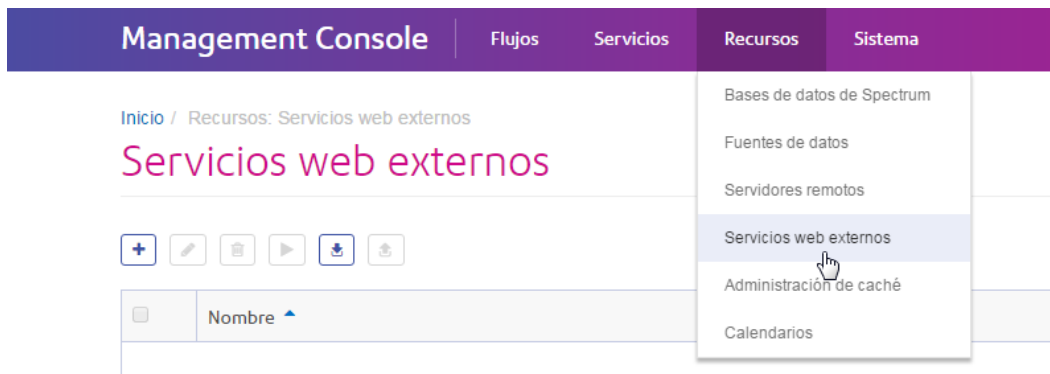 Management Console Flujos Servicios Recursos Sistema
Inicio / Recursos: Servicios web externos
Servicios web externos
Nombre
Bases de datos de Spectrum
Fuentes de datos
Servidores remotos
Servicios web externos
Administración de caché
Calendarios